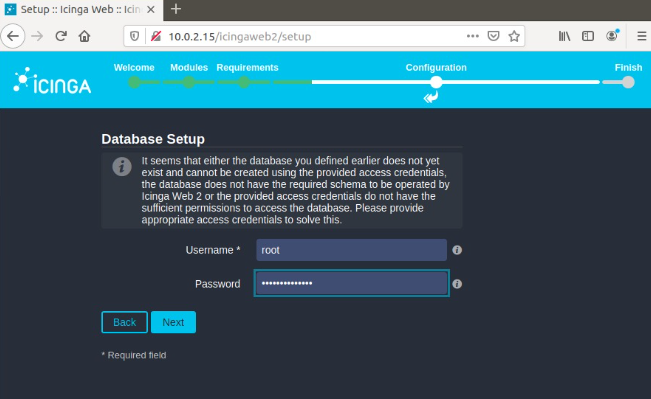 Setup :: Icinga Web :: Icin
10.0.2.15/icingaweb2/setup
ICINGA
Welcome Modules Requirements Configuration Finish
Database Setup
It seems that either the database you defined earlier does not yet
exist and cannot be created using the provided access credentials,
the database does not have the required schema to be operated by
Icinga Web 2 or the provided access credentials do not have the
sufficient permissions to access the database. Please provide
appropriate access credentials to solve this.
Username * root
Password ••••••••••••••
Back Next
* Required field